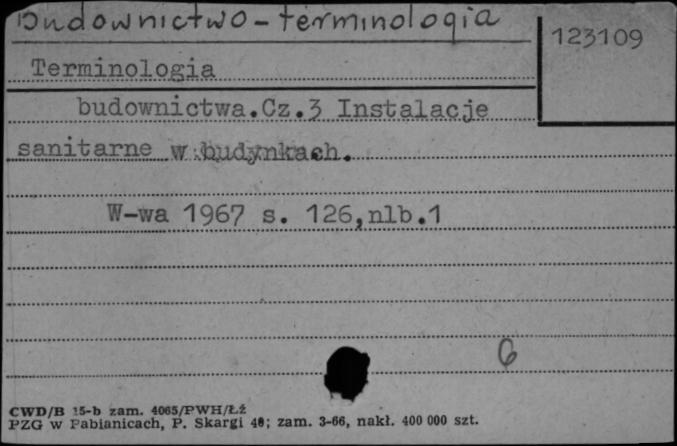 Budownictwo - terminologia
123109
Terminologia
budownictwa.Cz.3 Instalacje
sanitarne w budynkach.
W-wa 1967 s. 126,nlb.1
6
CWD/B 15-b zam. 4065/PWH/Łż
PZG w Pabianicach, P. Skargi 40; zam. 3-66, nakł. 400 000 szt.